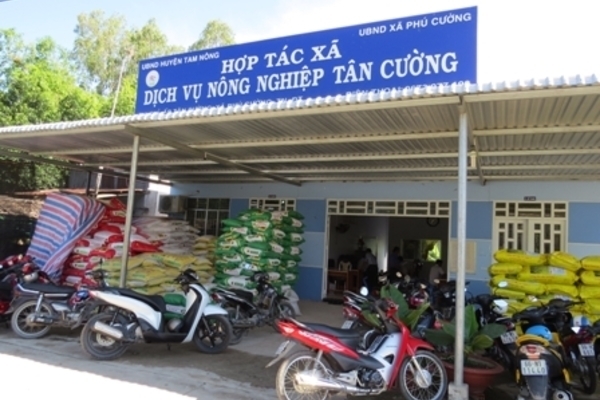 UBND HUYỆN TAM NÔNG
UBND XÃ PHÚ CƯỜNG
HỢP TÁC XÃ
DỊCH VỤ NÔNG NGHIỆP TÂN CƯỜNG